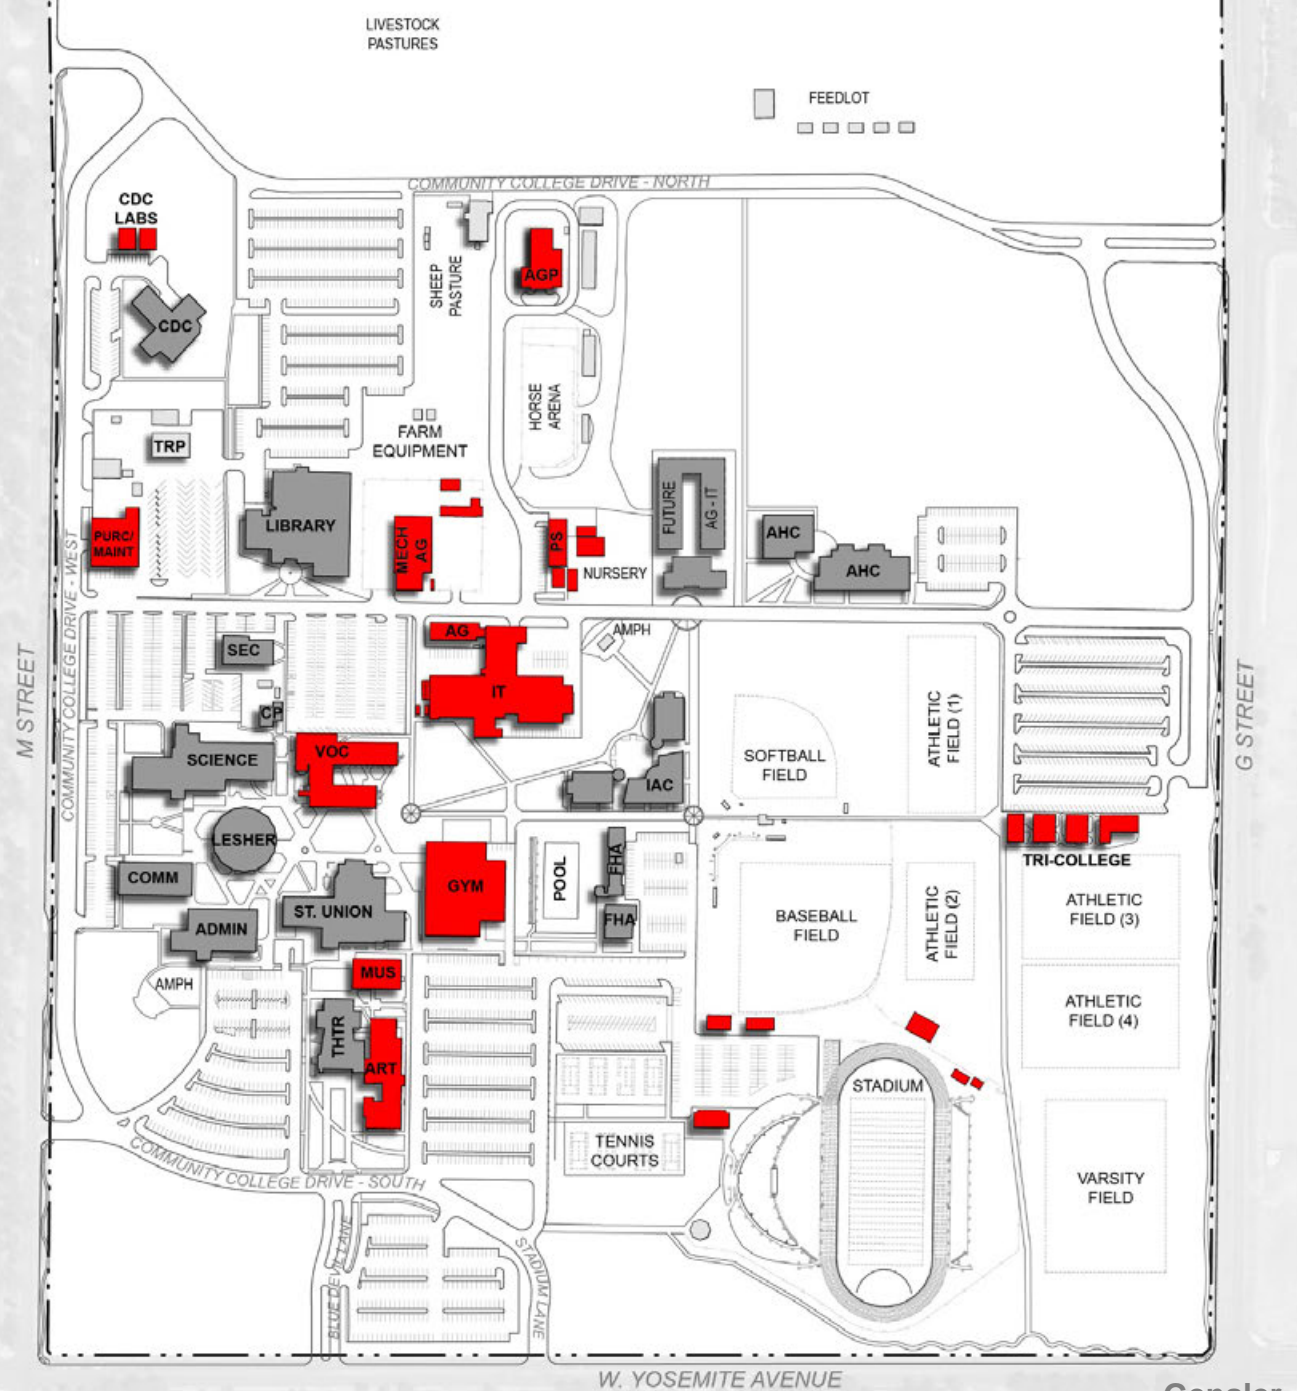 LIVESTOCK
PASTURES
FEEDLOT
COMMUNITY COLLEGE DRIVE - NORTH
CDC
LABS
SHEEP
PASTURE
AGP
CDC
HORSE
ARENA
TRP
FARM
EQUIPMENT
PURC/
MAINT
LIBRARY
MECH
AG
PS
NURSERY
FUTURE
AG - IT
AHC
AHC
COMMUNITY COLLEGE DRIVE - WEST
M STREET
G STREET
SEC
AG
AMPH
IT
CP
SCIENCE
VOC
IAC
SOFTBALL
FIELD
ATHLETIC
FIELD (1)
LESHER
COMM
ST. UNION
ADMIN
GYM
POOL
FHA
FHA
BASEBALL
FIELD
ATHLETIC
FIELD(2)
TRI-COLLEGE
ATHLETIC
FIELD (3)
ATHLETIC
FIELD (4)
AMPH
MUS
THTR
ART
STADIUM
TENNIS
COURTS
VARSITY
FIELD
COMMUNITY COLLEGE DRIVE - SOUTH
BLUE DEVIL LANE
STADIUM LANE
W. YOSEMITE AVENUE